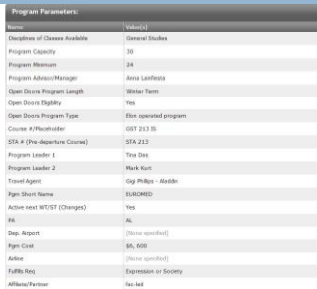 Program Parameters:
Name Value(s)
Disciplines of Classes Available General Studies
Program Capacity 30
Program Minimum 24
Program Advisor/Manager Anna Lainfiesta
Open Doors Program Length Winter Term
Open Doors Eligiblity Yes
Open Doors Program Type Elon operated program
Course #/Placeholder GST 213 IS
STA # (Pre-departure Course) STA 213
Program Leader 1 Tina Das
Program Leader 2 Mark Kurt
Travel Agent Gigi Phillips - Aladdin
Pgm Short Name EUROMED
Active next WT/ST (Changes) Yes
PA AL
Dep. Airport [None specified]
Pgm Cost $6, 600
Airline [None specified]
Fulfills Req Expression or Society
Affiliate/Partner fac-led